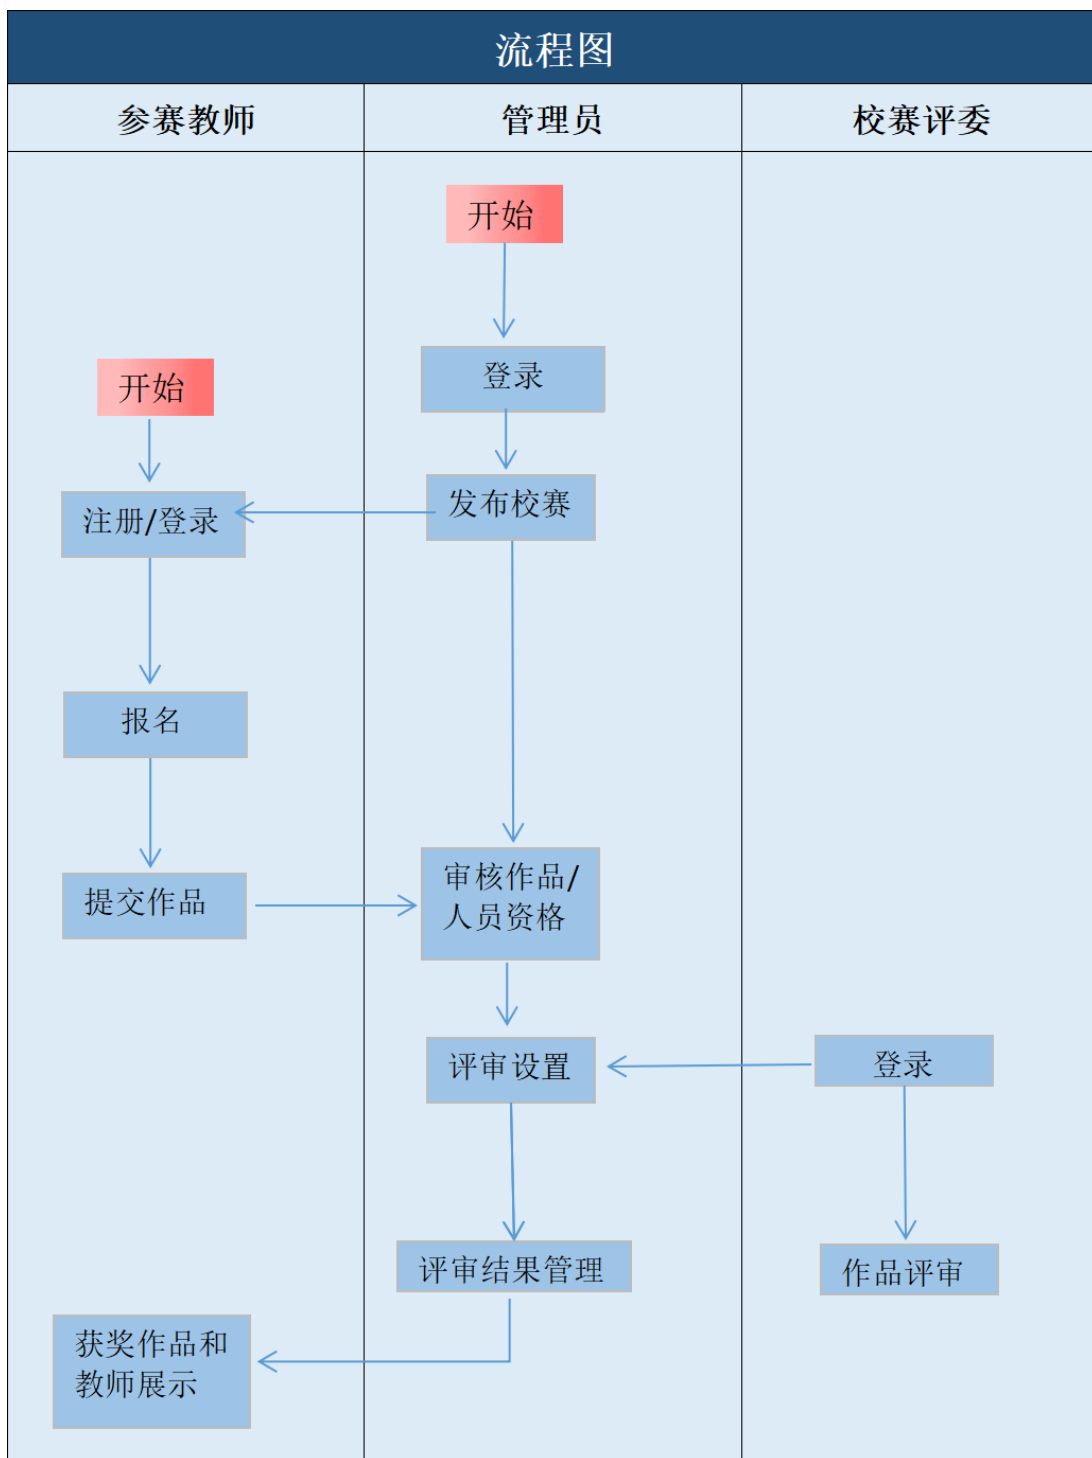 流程图
参赛教师
管理员
校赛评委
开始
登录
开始
发布校赛
注册/登录
报名
提交作品
审核作品/
人员资格
评审设置
登录
评审结果管理
作品评审
获奖作品和
教师展示